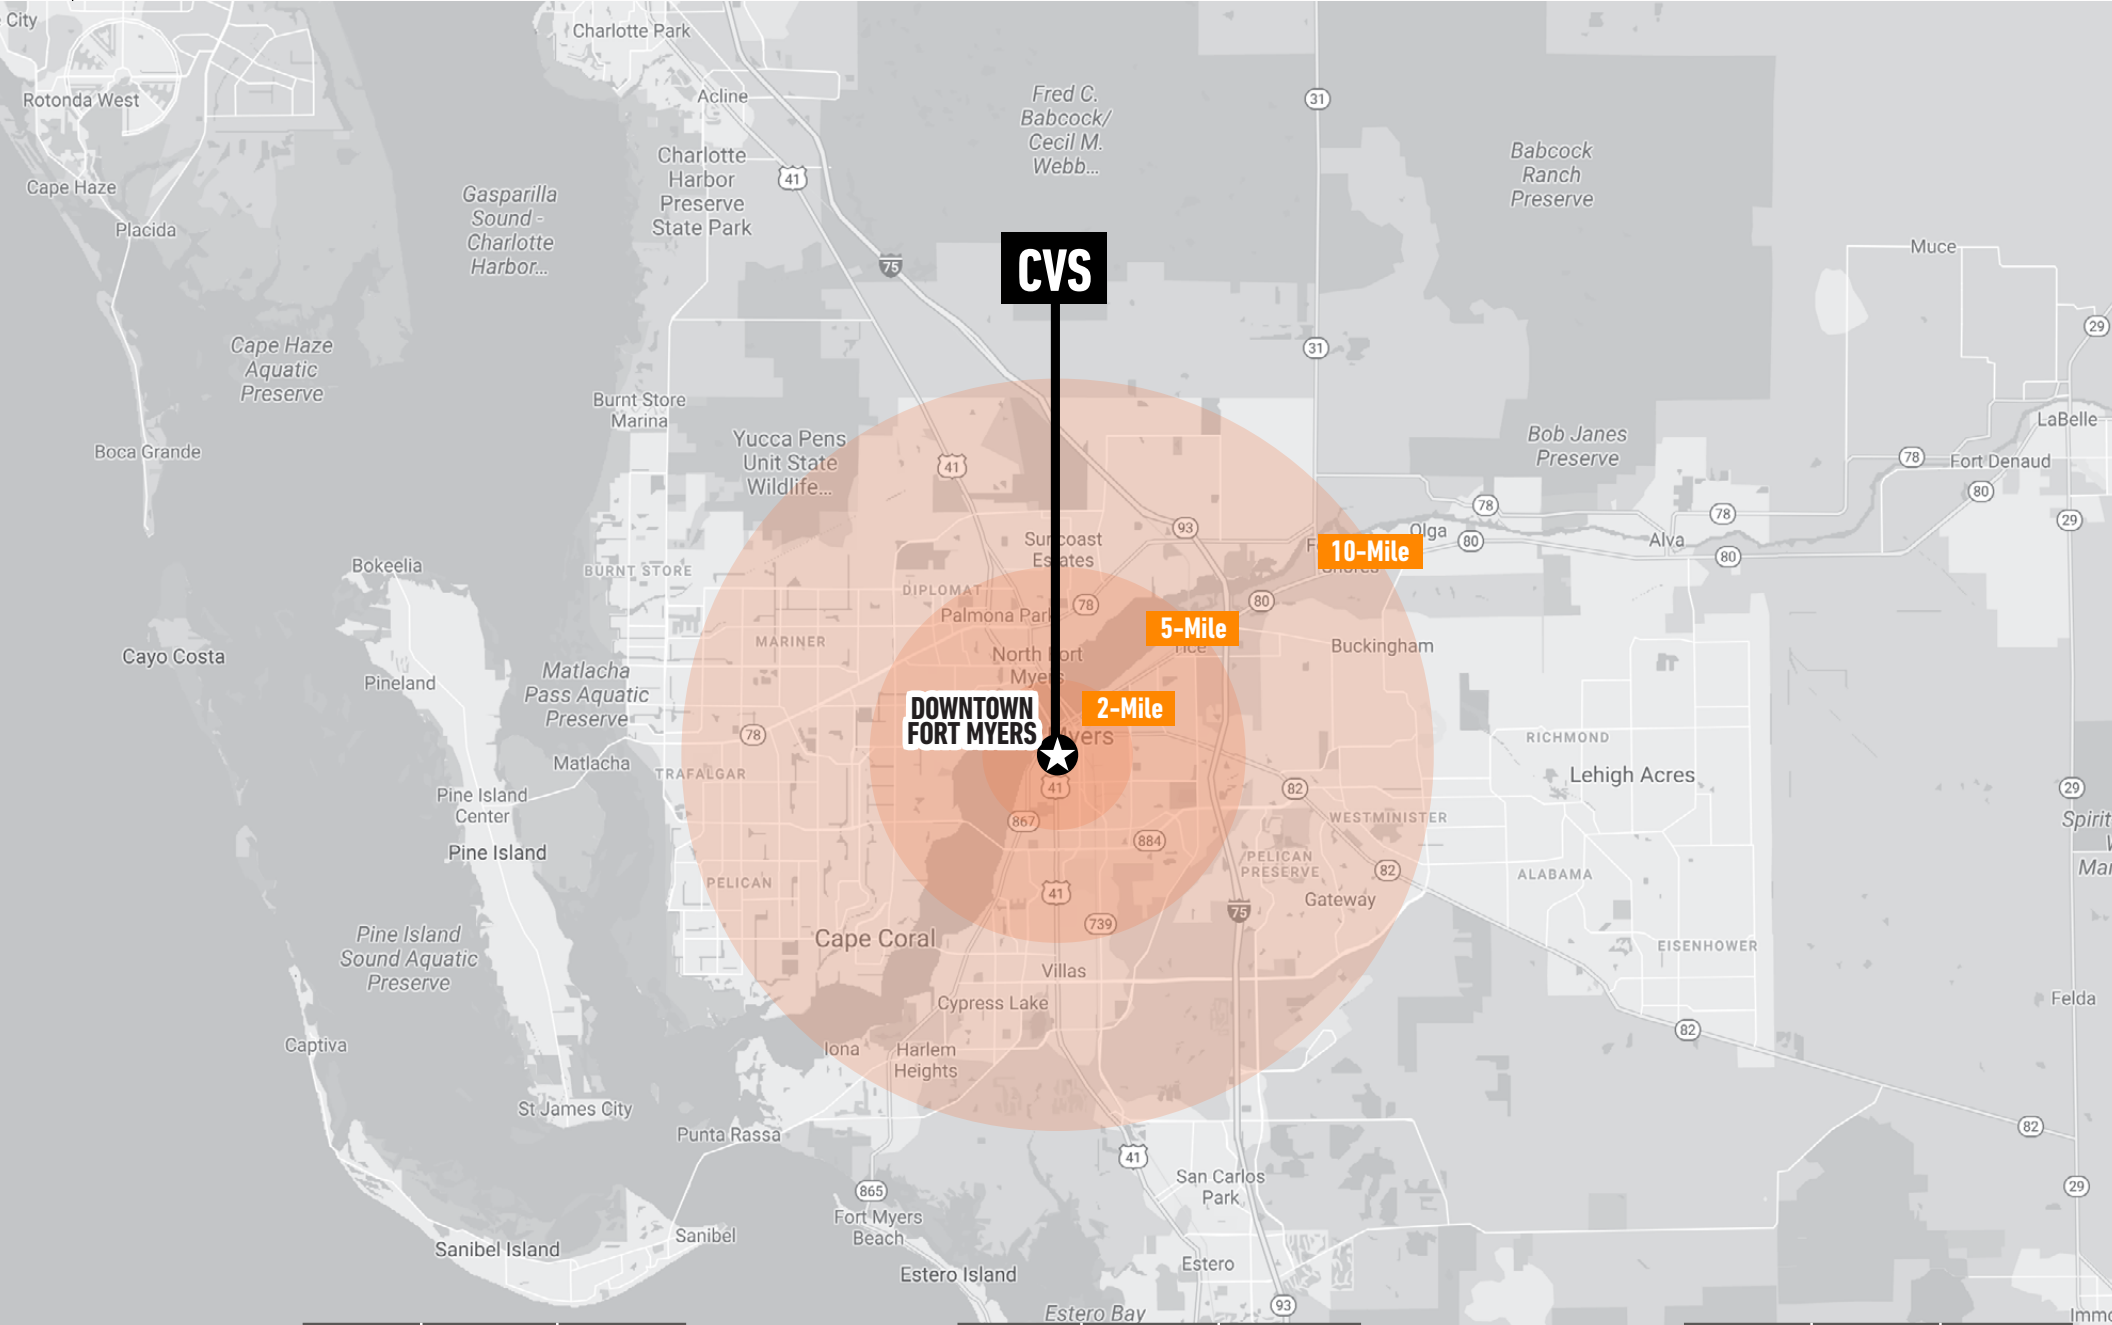 City
Charlotte Park
Rotonda West
Acline
Fred C.
Babcock/
Cecil M.
Webb...
31
Charlotte
Harbor
Preserve
State Park
41
Babcock
Ranch
Preserve
Cape Haze
Gasparilla
Sound -
Charlotte
Harbor...
Placida
75
CVS
Muce
29
31
Cape Haze
Aquatic
Preserve
Burnt Store
Marina
LaBelle
Yucca Pens
Unit State
Wildlife...
Bob Janes
Preserve
Boca Grande
41
78
Fort Denaud
80
78
78
29
93
Olga
80
Alva
80
Suncoast
Estates
10-Mile
Bokeelia
BURNT STORE
DIPLOMAT
Palmona Park
78
80
5-Mile
MARINER
Buckingham
Cayo Costa
North Fort
Myers
Matlacha
Pass Aquatic
Preserve
Pineland
DOWNTOWN
FORT MYERS
2-Mile
Myers
78
RICHMOND
Matlacha
TRAFALGAR
Lehigh Acres
41
82
29
Pine Island
Center
867
WESTMINISTER
Spirit
884
Pine Island
PELICAN
PRESERVE
82
Mar
ALABAMA
PELICAN
41
Gateway
75
739
Cape Coral
EISENHOWER
Pine Island
Sound Aquatic
Preserve
Villas
Cypress Lake
Felda
82
Captiva
Iona
Harlem
Heights
St James City
Punta Rassa
82
41
San Carlos
Park
865
29
Fort Myers
Beach
Sanibel
Sanibel Island
Estero
Estero Island
93
Estero Bay
Immo